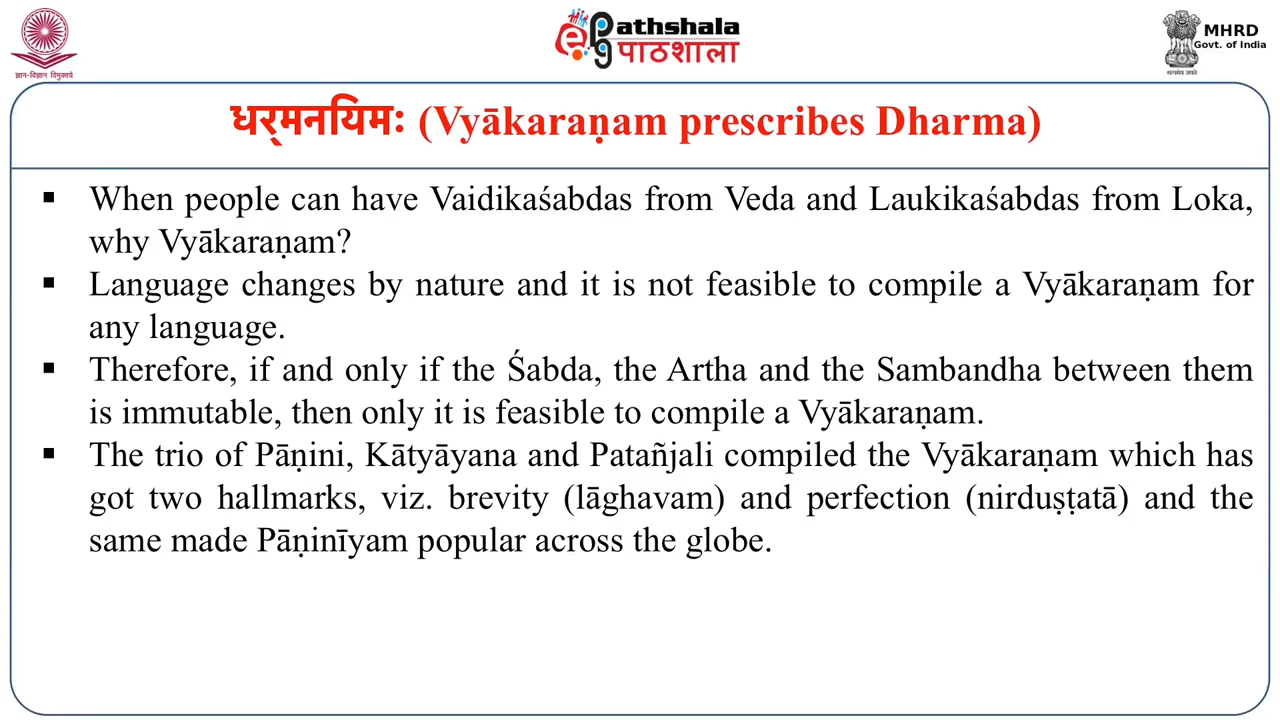 ज्ञान-विज्ञान विमुक्तये
ePG Pathshala
पाठशाला
MHRD
Govt. of India
सत्यमेव जयते
धर्‌मनयिमः (Vyākaraṇam prescribes Dharma)
▪ When people can have Vaidikaśabdas from Veda and Laukikaśabdas from Loka,
why Vyākaraṇam?
▪ Language changes by nature and it is not feasible to compile a Vyākaraṇam for
any language.
▪ Therefore, if and only if the Śabda, the Artha and the Sambandha between them
is immutable, then only it is feasible to compile a Vyākaraṇam.
▪ The trio of Pāṇini, Kātyāyana and Patañjali compiled the Vyākaraṇam which has
got two hallmarks, viz. brevity (lāghavam) and perfection (nirduṣṭatā) and the
same made Pāṇinīyam popular across the globe.